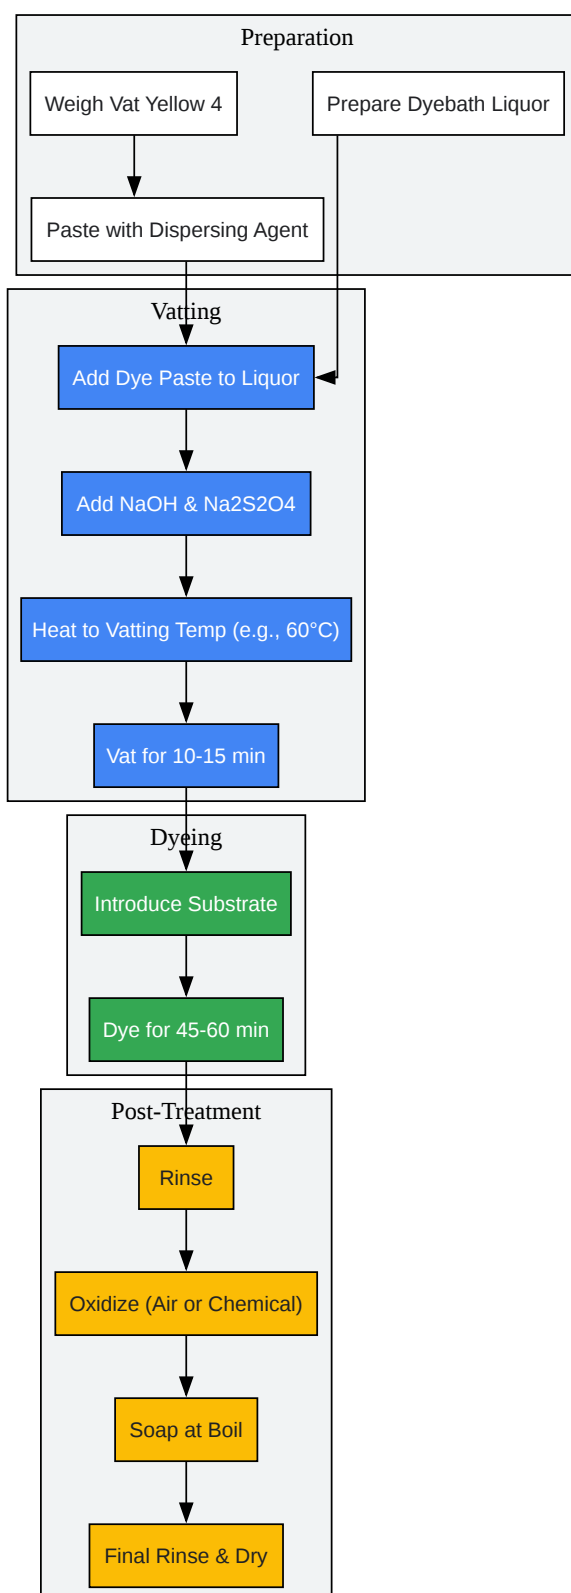 Preparation
Weigh Vat Yellow 4
Prepare Dyebath Liquor
Paste with Dispersing Agent
Vatting
Add Dye Paste to Liquor
Add NaOH & Na2S2O4
Heat to Vatting Temp (e.g., 60°C)
Vat for 10-15 min
Dyeing
Introduce Substrate
Dye for 45-60 min
Post-Treatment
Rinse
Oxidize (Air or Chemical)
Soap at Boil
Final Rinse & Dry